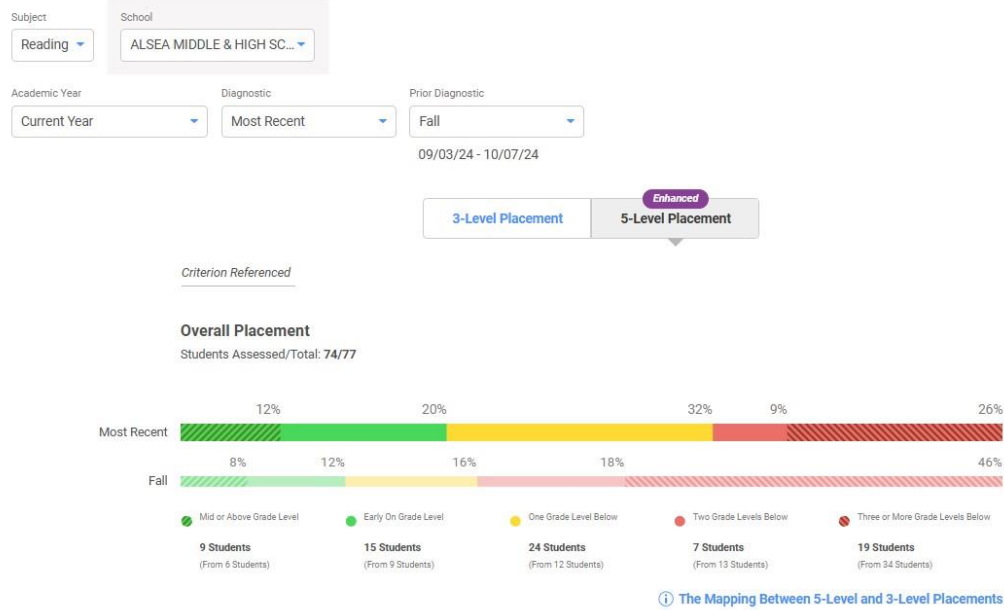 Subject School
Reading ALSEA MIDDLE & HIGH SC...
Academic Year Diagnostic Prior Diagnostic
Current Year Most Recent Fall
09/03/24 - 10/07/24
Enhanced
3-Level Placement 5-Level Placement
Criterion Referenced
Overall Placement
Students Assessed/Total: 74/77
12% 20% 32% 9% 26%
Most Recent
8% 12% 16% 18% 46%
Fall
Mid or Above Grade Level Early On Grade Level One Grade Level Below Two Grade Levels Below Three or More Grade Levels Below
9 Students 15 Students 24 Students 7 Students 19 Students
(From 6 Students) (From 9 Students) (From 12 Students) (From 13 Students) (From 34 Students)
The Mapping Between 5-Level and 3-Level Placements